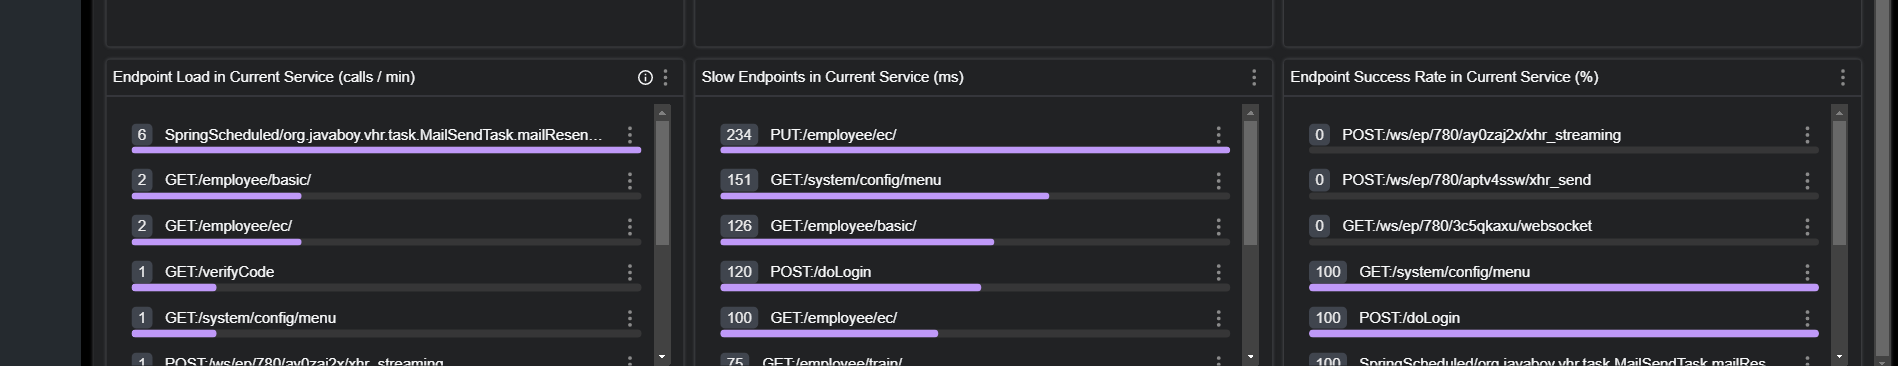 Endpoint Load in Current Service (calls / min)
6 SpringScheduled/org.javaboy.vhr.task.MailSendTask.mailResen...
2 GET:/employee/basic/
2 GET:/employee/ec/
1 GET:/verifyCode
1 GET:/system/config/menu
1 POST:/ws/ep/780/ay0zaj2x/xhr_streaming
Slow Endpoints in Current Service (ms)
234 PUT:/employee/ec/
151 GET:/system/config/menu
126 GET:/employee/basic/
120 POST:/doLogin
100 GET:/employee/ec/
75 GET:/employee/train/
Endpoint Success Rate in Current Service (%)
0 POST:/ws/ep/780/ay0zaj2x/xhr_streaming
0 POST:/ws/ep/780/aptv4ssw/xhr_send
0 GET:/ws/ep/780/3c5qkaxu/websocket
100 GET:/system/config/menu
100 POST:/doLogin
100 SpringScheduled/org.javaboy.vhr.task.MailSendTask.mailRes...